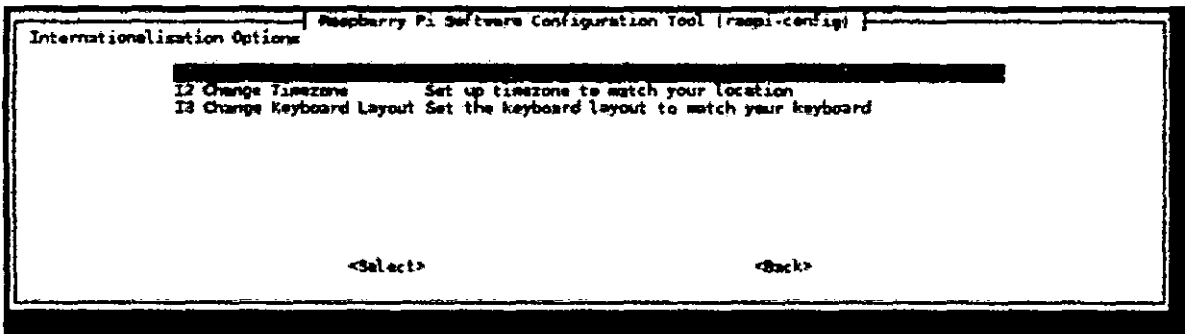 Raspberry Pi Software Configuration Tool (raspi-config)
Internationalisation Options
I2 Change Timezone Set up timezone to match your location
I3 Change Keyboard Layout Set the keyboard layout to match your keyboard
<Select> <Back>